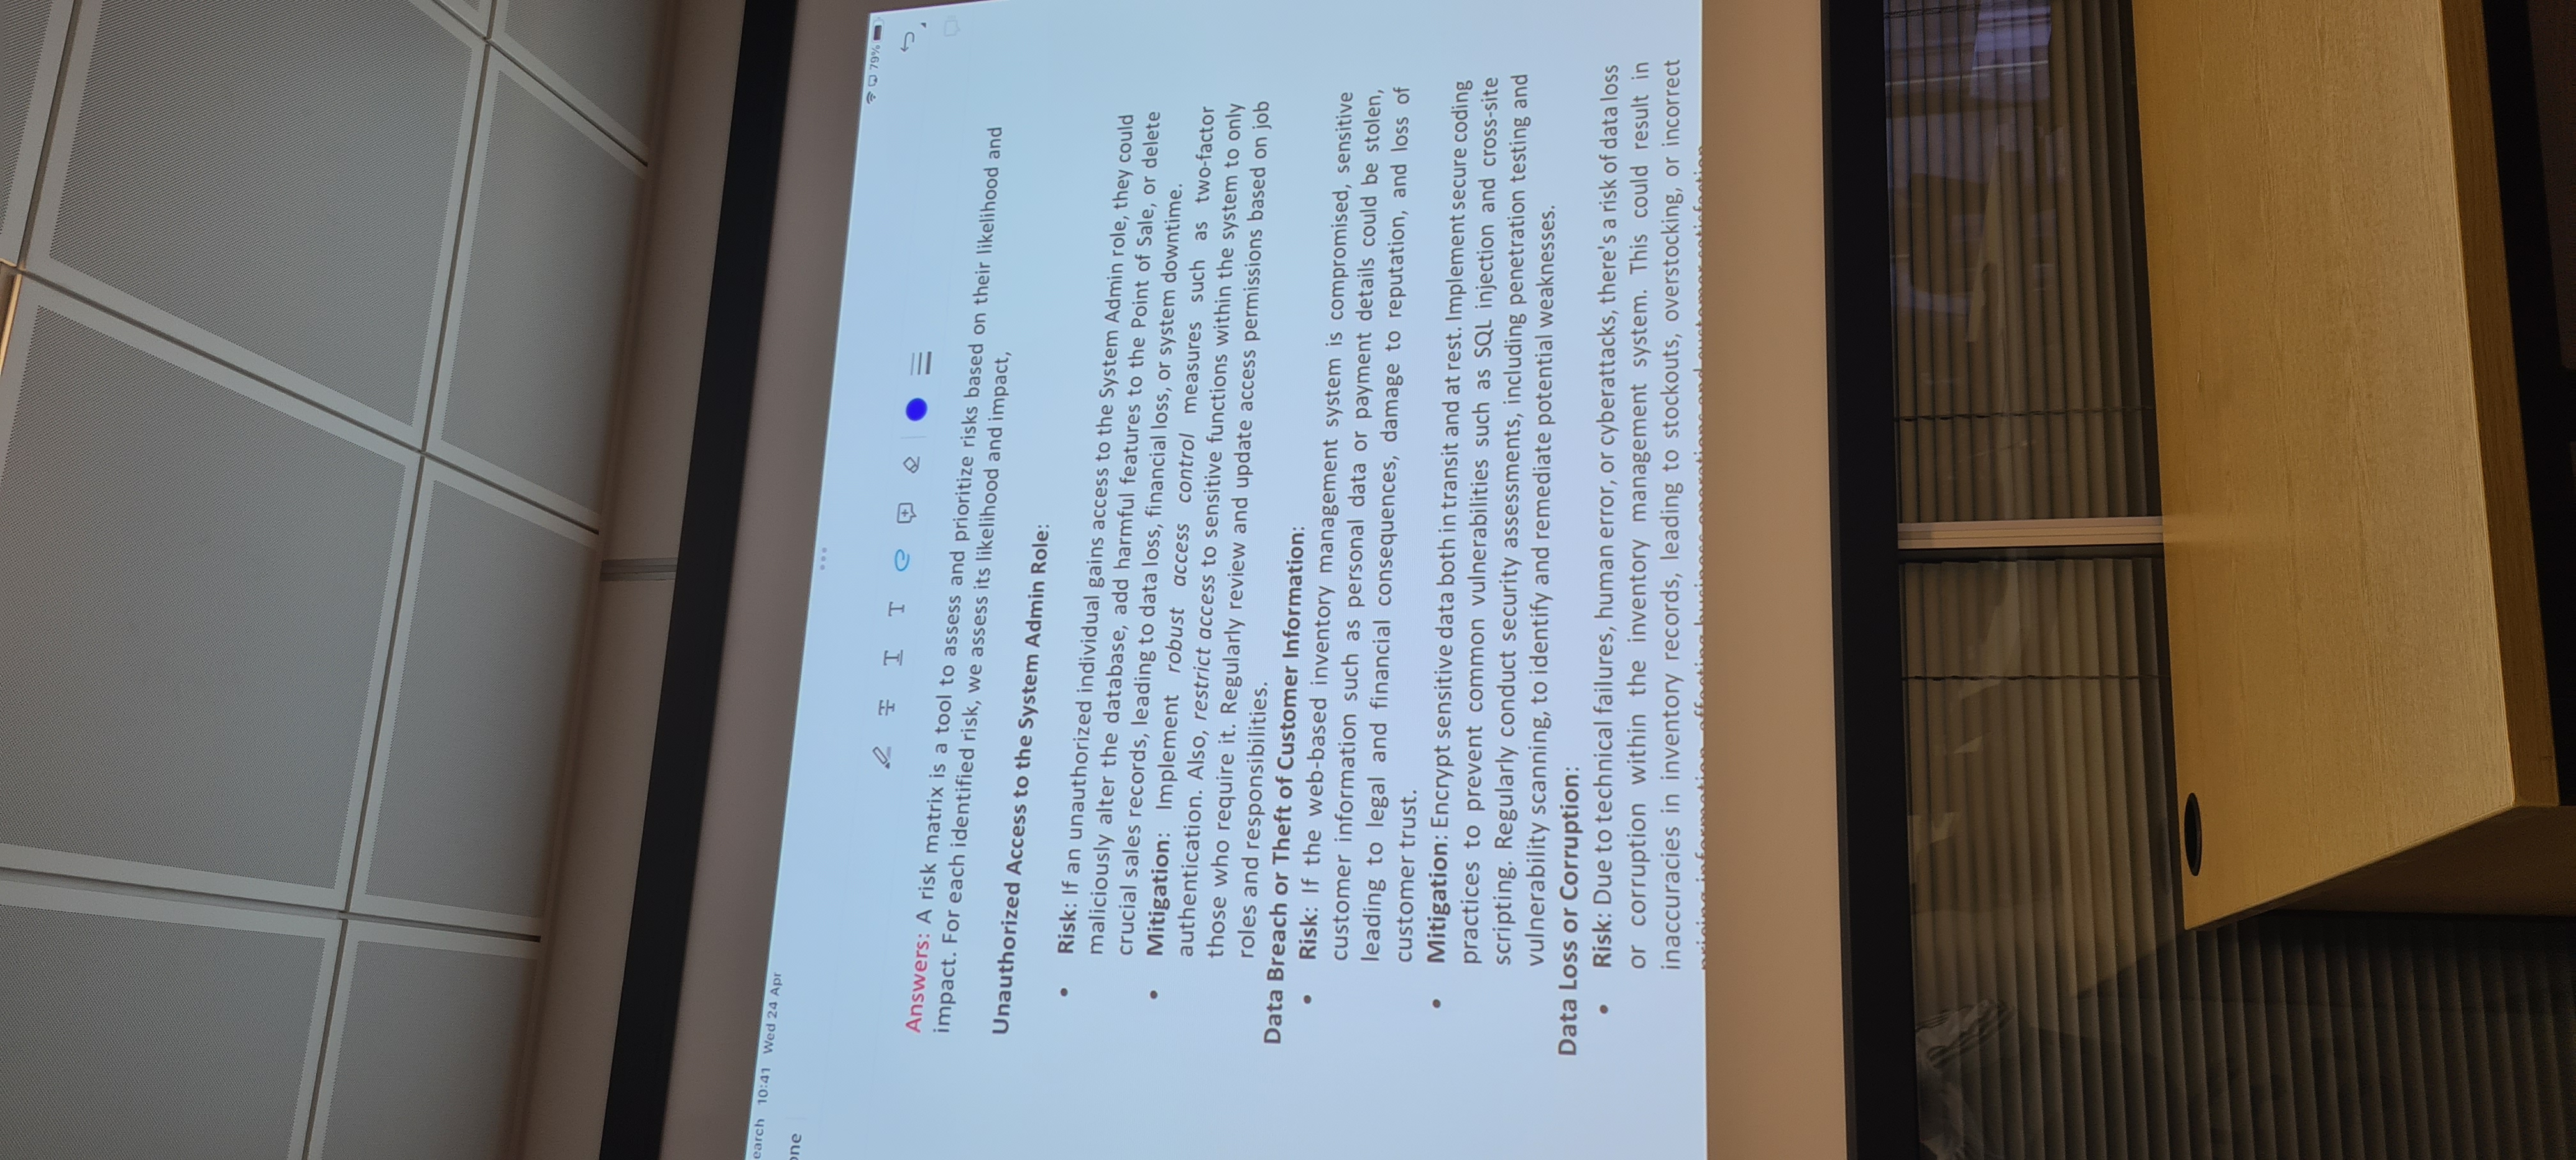 earch 10:41 Wed 24 Apr
one
79%
T T T
Answers: A risk matrix is a tool to assess and prioritize risks based on their likelihood and
impact. For each identified risk, we assess its likelihood and impact,
Unauthorized Access to the System Admin Role:
• Risk: If an unauthorized individual gains access to the System Admin role, they could
maliciously alter the database, add harmful features to the Point of Sale, or delete
crucial sales records, leading to data loss, financial loss, or system downtime.
• Mitigation: Implement robust access control measures such as two-factor
authentication. Also, restrict access to sensitive functions within the system to only
those who require it. Regularly review and update access permissions based on job
roles and responsibilities.
Data Breach or Theft of Customer Information:
• Risk: If the web-based inventory management system is compromised, sensitive
customer information such as personal data or payment details could be stolen,
leading to legal and financial consequences, damage to reputation, and loss of
customer trust.
• Mitigation: Encrypt sensitive data both in transit and at rest. Implement secure coding
practices to prevent common vulnerabilities such as SQL injection and cross-site
scripting. Regularly conduct security assessments, including penetration testing and
vulnerability scanning, to identify and remediate potential weaknesses.
Data Loss or Corruption:
• Risk: Due to technical failures, human error, or cyberattacks, there's a risk of data loss
or corruption within the inventory management system. This could result in
inaccuracies in inventory records, leading to stockouts, overstocking, or incorrect
pricing information, affecting business operations and customer satisfaction.